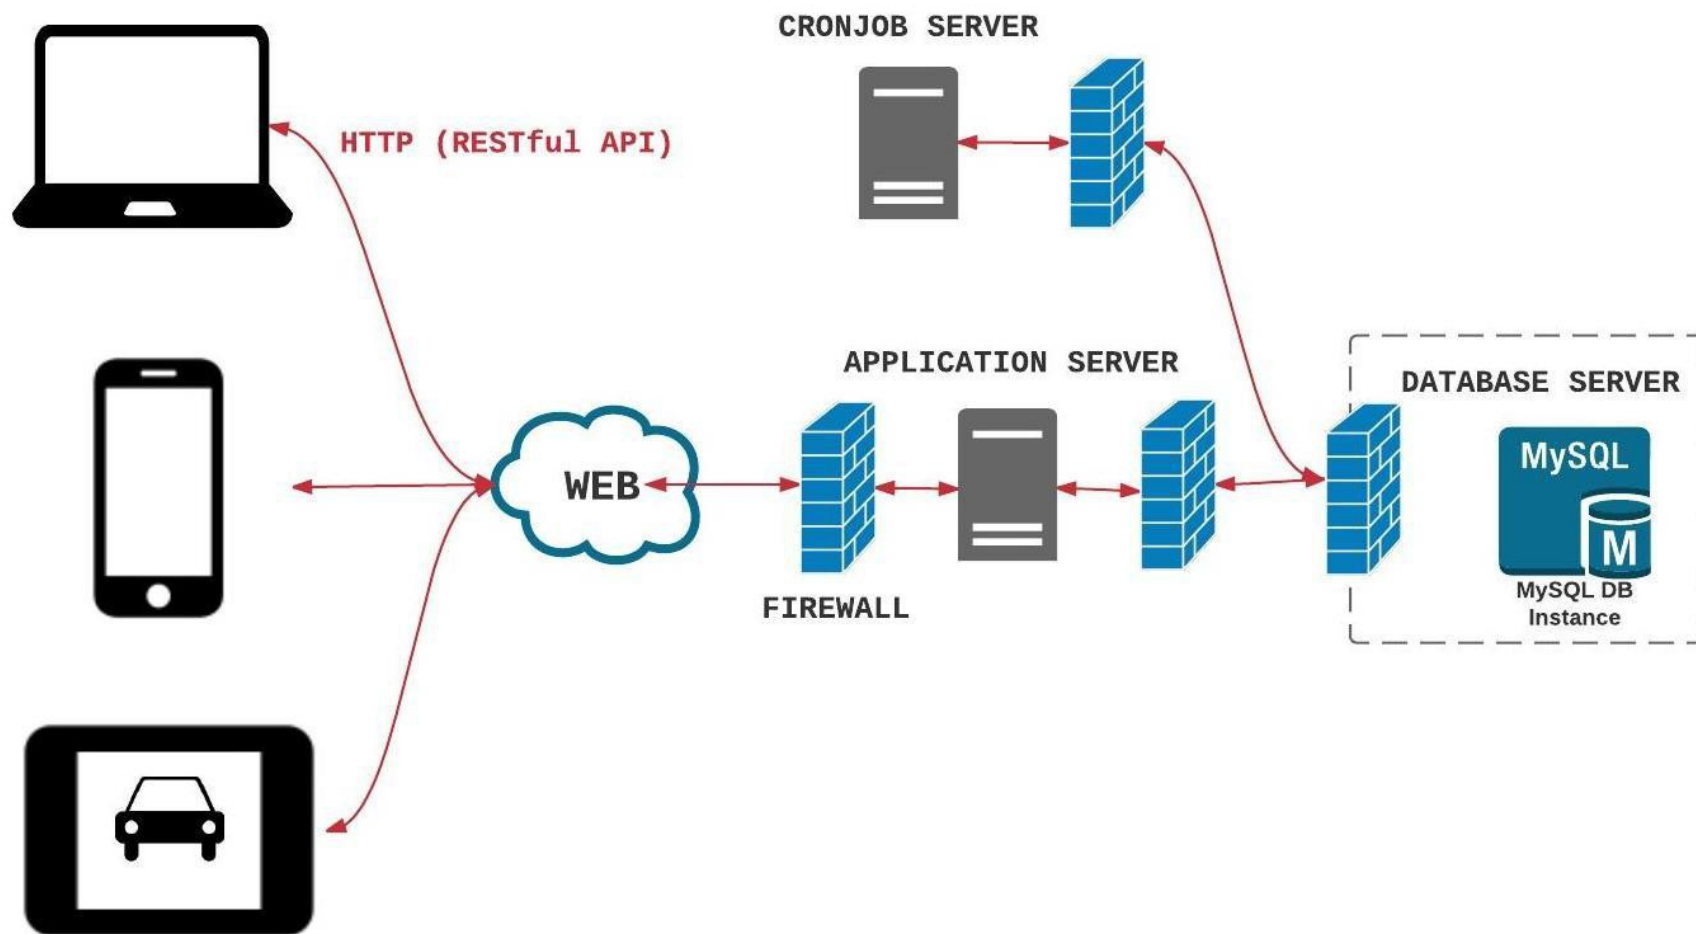 CRONJOB SERVER
HTTP (RESTful API)
APPLICATION SERVER
DATABASE SERVER
MySQL
WEB
M
MySQL DB
Instance
FIREWALL